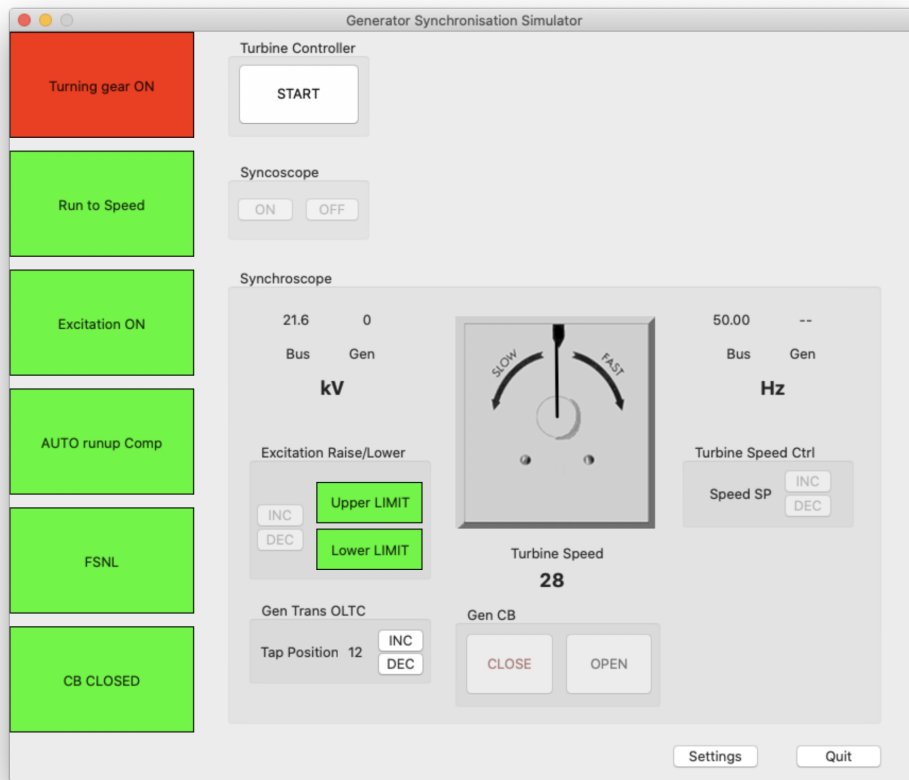 Generator Synchronisation Simulator
Turning gear ON
Run to Speed
Excitation ON
AUTO runup Comp
FSNL
CB CLOSED
Turbine Controller
START
Syncoscope
ON OFF
Synchroscope
21.6 0
Bus Gen
kV
SLOW FAST
50.00 --
Bus Gen
Hz
Excitation Raise/Lower
INC
DEC
Upper LIMIT
Lower LIMIT
Turbine Speed Ctrl
Speed SP
INC
DEC
Turbine Speed
28
Gen Trans OLTC
Tap Position 12
INC
DEC
Gen CB
CLOSE OPEN
Settings Quit